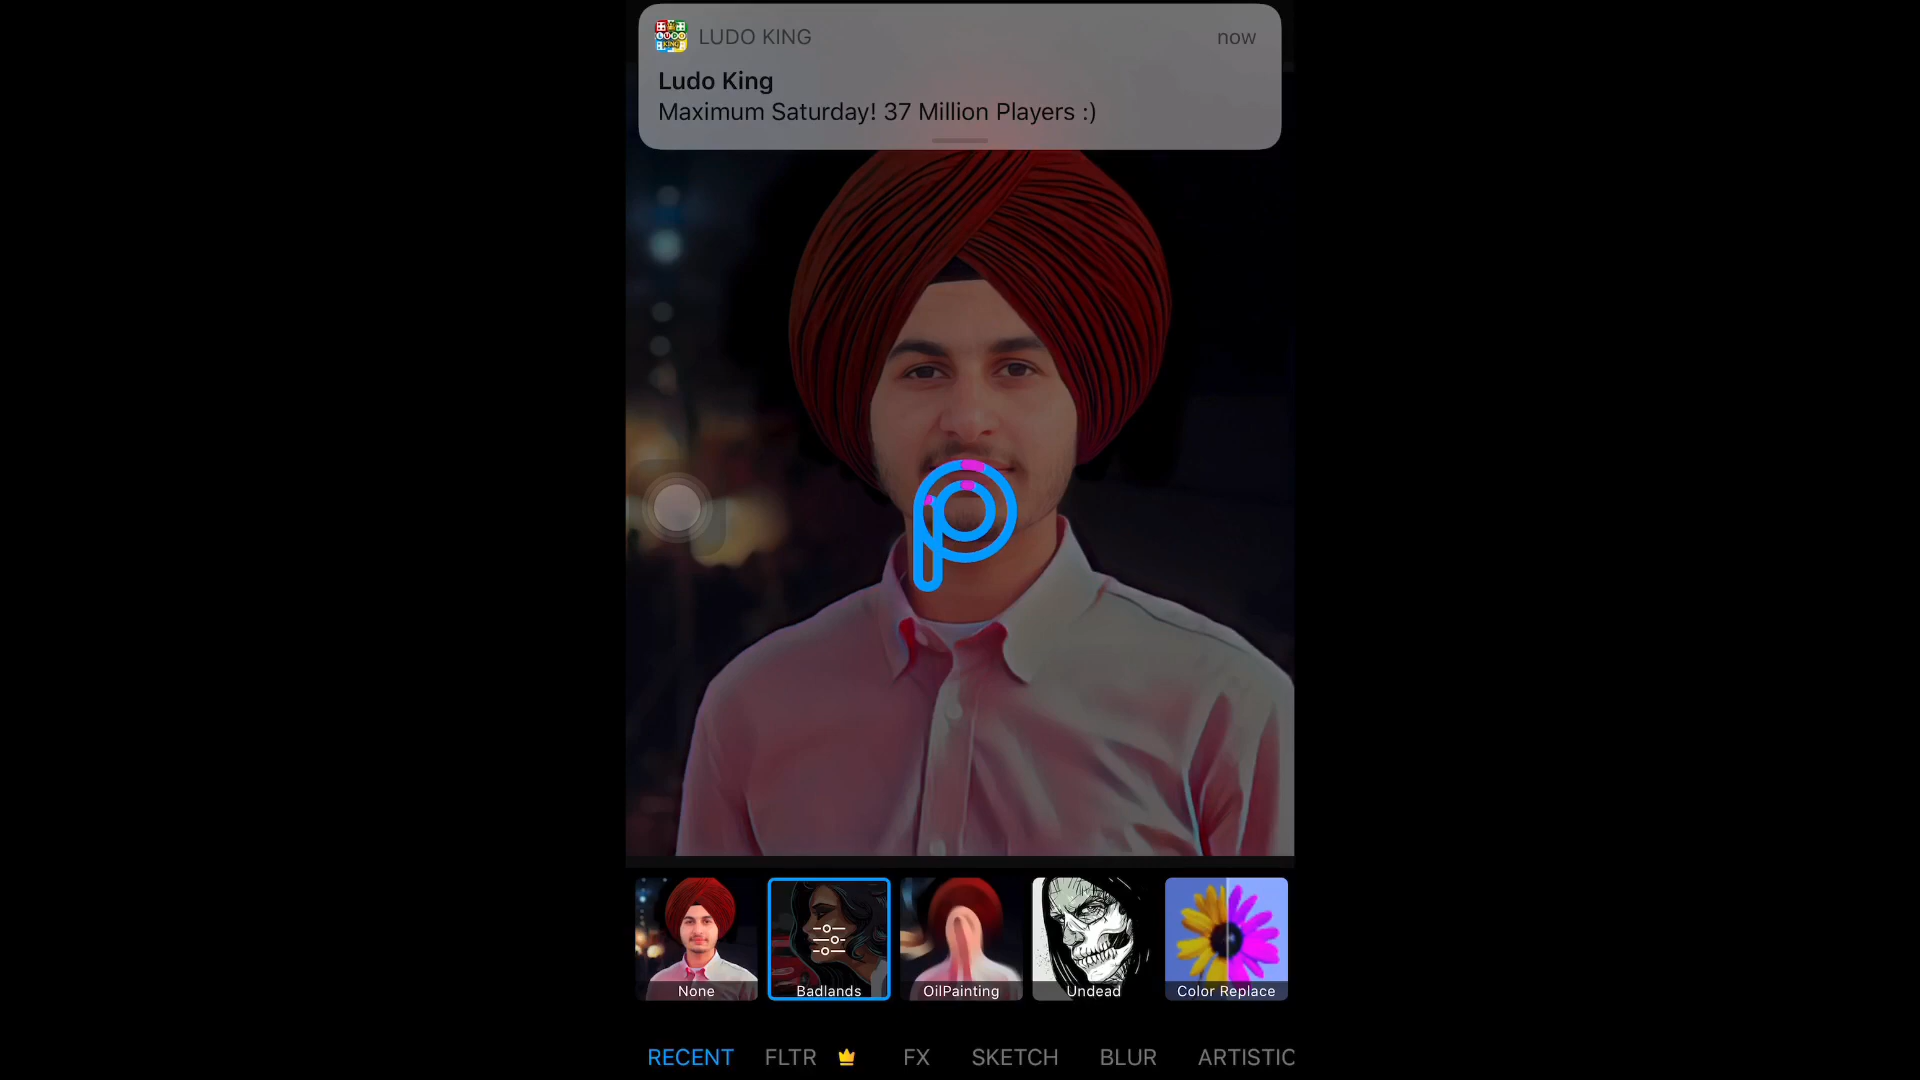 LUDO KING
now
Ludo King
Maximum Saturday! 37 Million Players :)
None
Badlands
OilPainting
Undead
Color Replace
RECENT FLTR FX SKETCH BLUR ARTISTIC